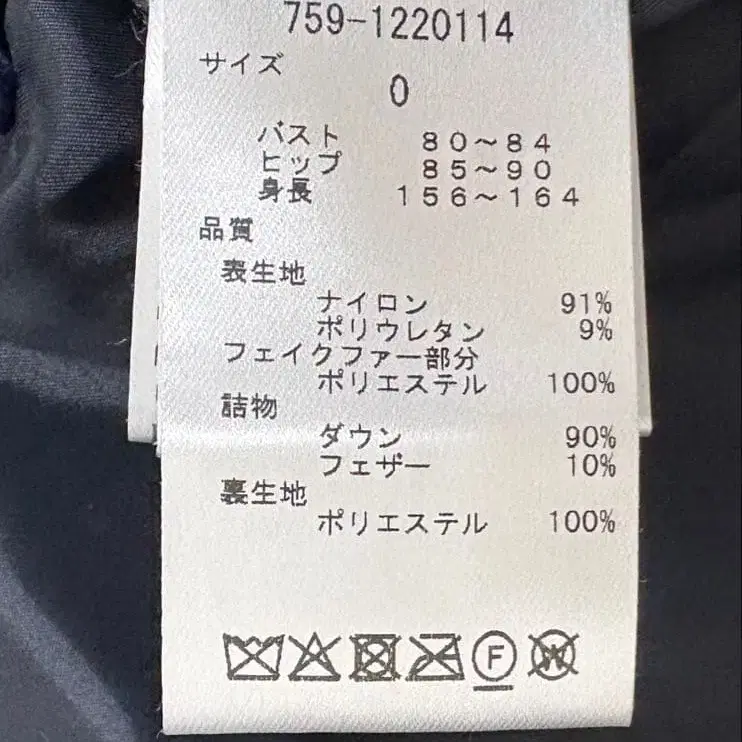 759-1220114
サイズ
0
バスト 80~84
ヒップ 85~90
身長 156~164
品質
表生地
ナイロン 91%
ポリウレタン 9%
フェイクファー部分
ポリエステル 100%
詰物
ダウン 90%
フェザー 10%
裏生地
ポリエステル 100%
F W